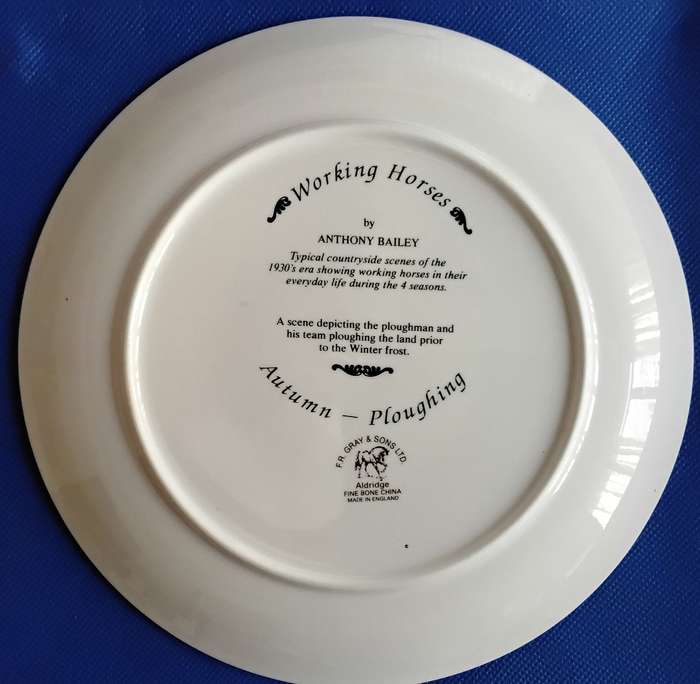 Working Horses
by
ANTHONY BAILEY
Typical countryside scenes of the
1930's era showing working horses in their
everyday life during the 4 seasons.
A scene depicting the ploughman and
his team ploughing the land prior
to the Winter frost.
Autumn – Ploughing
F.R. GRAY & SONS LTD.
Aldridge
FINE BONE CHINA
MADE IN ENGLAND